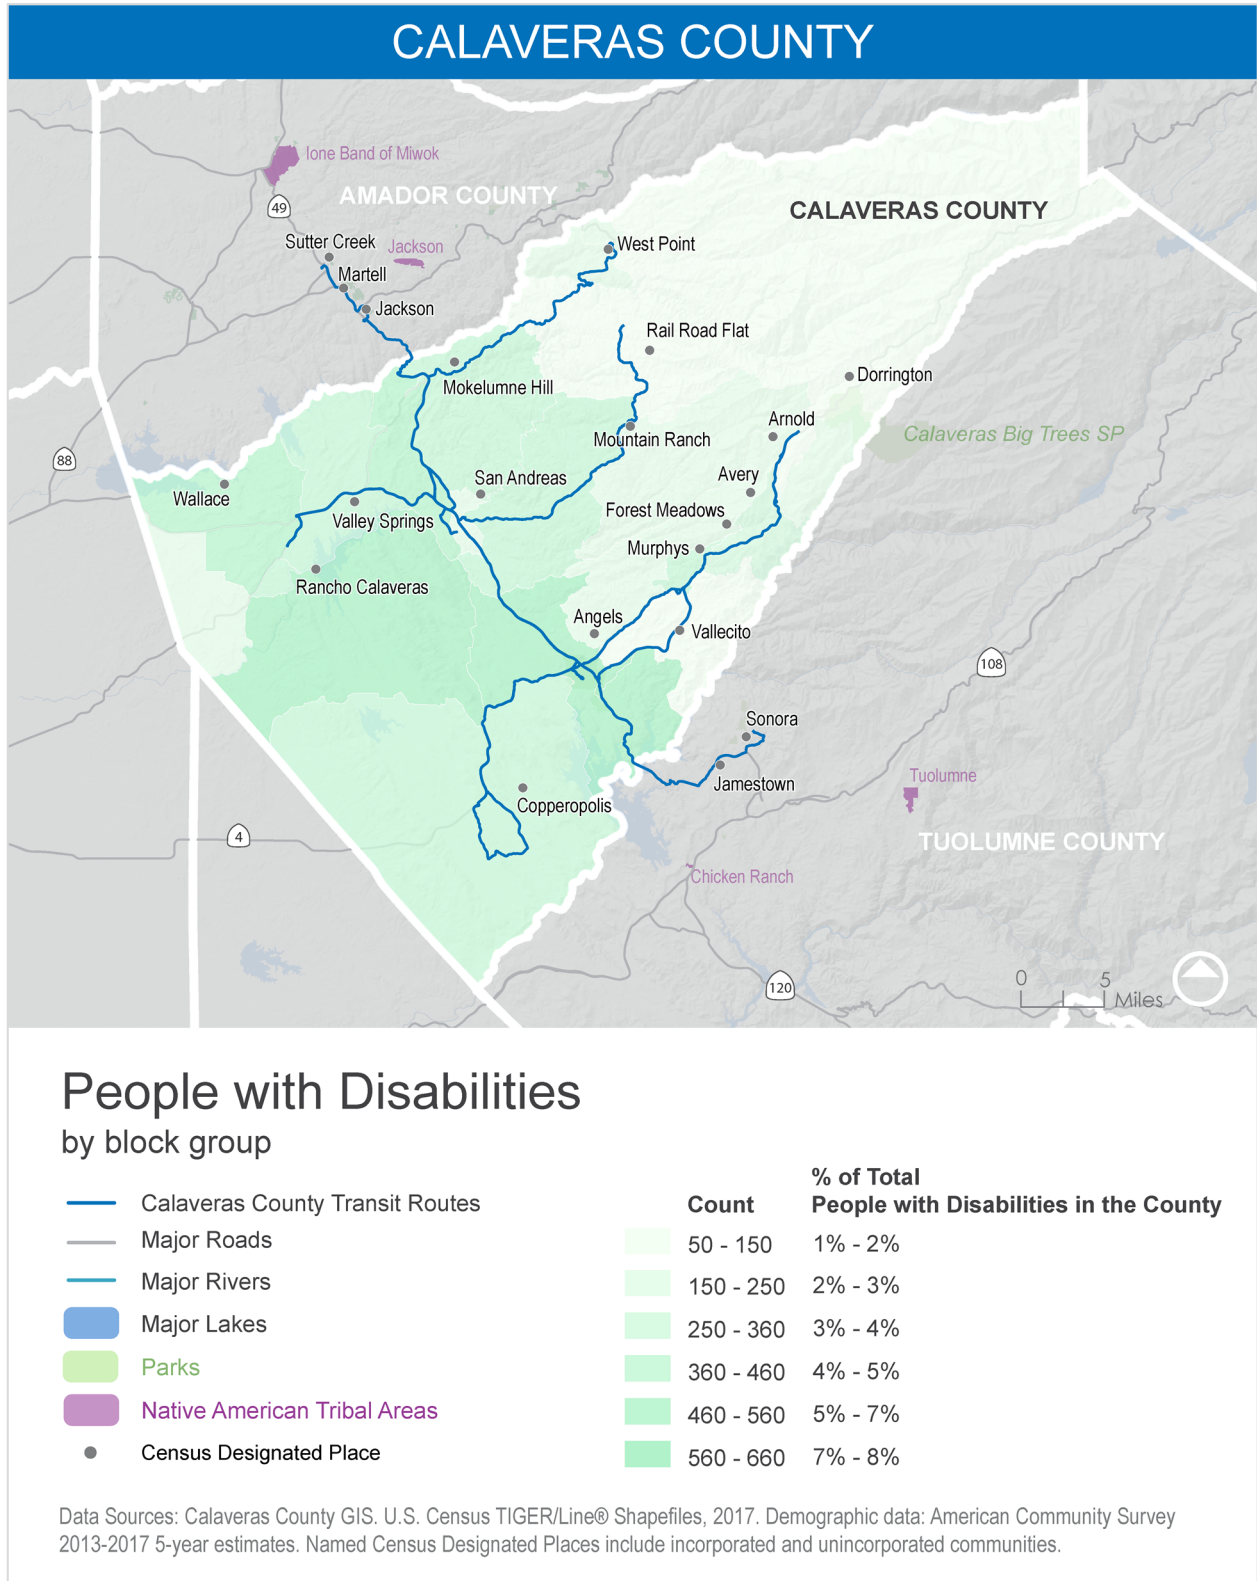 CALAVERAS COUNTY
Ione Band of Miwok
AMADOR COUNTY
CALAVERAS COUNTY
49
Sutter Creek
Jackson
West Point
Martell
Jackson
Rail Road Flat
Mokelumne Hill
Dorrington
Arnold
Calaveras Big Trees SP
Mountain Ranch
88
Avery
San Andreas
Wallace
Forest Meadows
Valley Springs
Murphys
Rancho Calaveras
Angels
Vallecito
108
Sonora
Tuolumne
Jamestown
Copperopolis
4
TUOLUMNE COUNTY
Chicken Ranch
120
0 5
Miles
People with Disabilities
by block group
Calaveras County Transit Routes
Major Roads
Major Rivers
Major Lakes
Parks
Native American Tribal Areas
Census Designated Place
% of Total
Count People with Disabilities in the County
50 - 150 1% - 2%
150 - 250 2% - 3%
250 - 360 3% - 4%
360 - 460 4% - 5%
460 - 560 5% - 7%
560 - 660 7% - 8%
Data Sources: Calaveras County GIS. U.S. Census TIGER/Line® Shapefiles, 2017. Demographic data: American Community Survey
2013-2017 5-year estimates. Named Census Designated Places include incorporated and unincorporated communities.